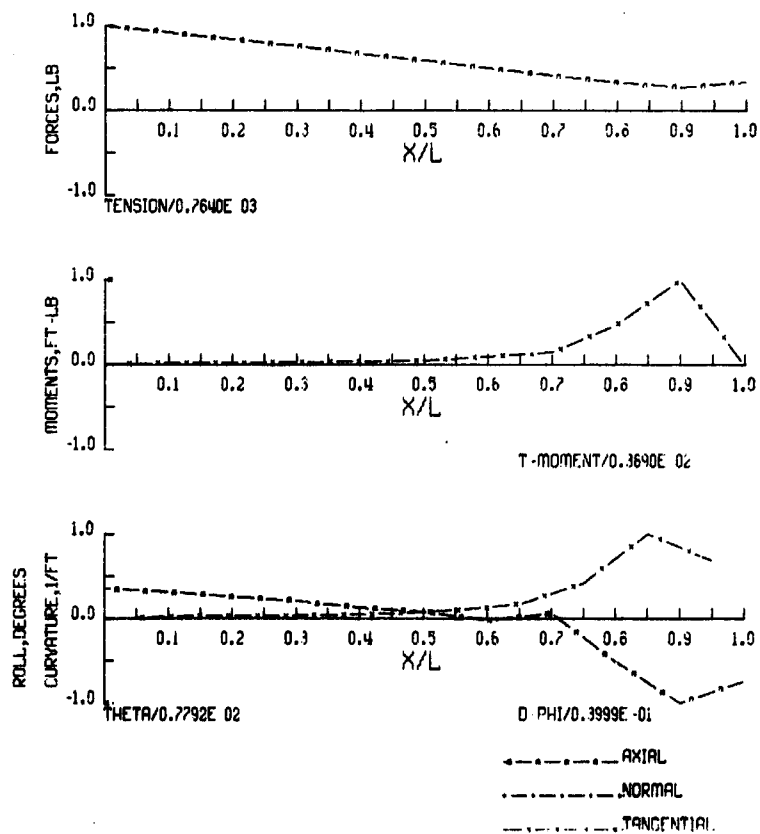 1.0
FORCES,LB
0.0
0.1 0.2 0.3 0.4 0.5 0.6 0.7 0.8 0.9 1.0
X/L
-1.0
TENSION/0.7640E 03
1.0
MOMENTS,FT-LB
0.0
0.1 0.2 0.3 0.4 0.5 0.6 0.7 0.8 0.9 1.0
X/L
-1.0
T-MOMENT/0.3690E 02
1.0
ROLL,DEGREES
CURVATURE,1/FT
0.0
0.1 0.2 0.3 0.4 0.5 0.6 0.7 0.8 0.9 1.0
X/L
-1.0
THETA/0.7792E 02
D PHI/0.3999E -01
AXIAL
NORMAL
TANGENTIAL